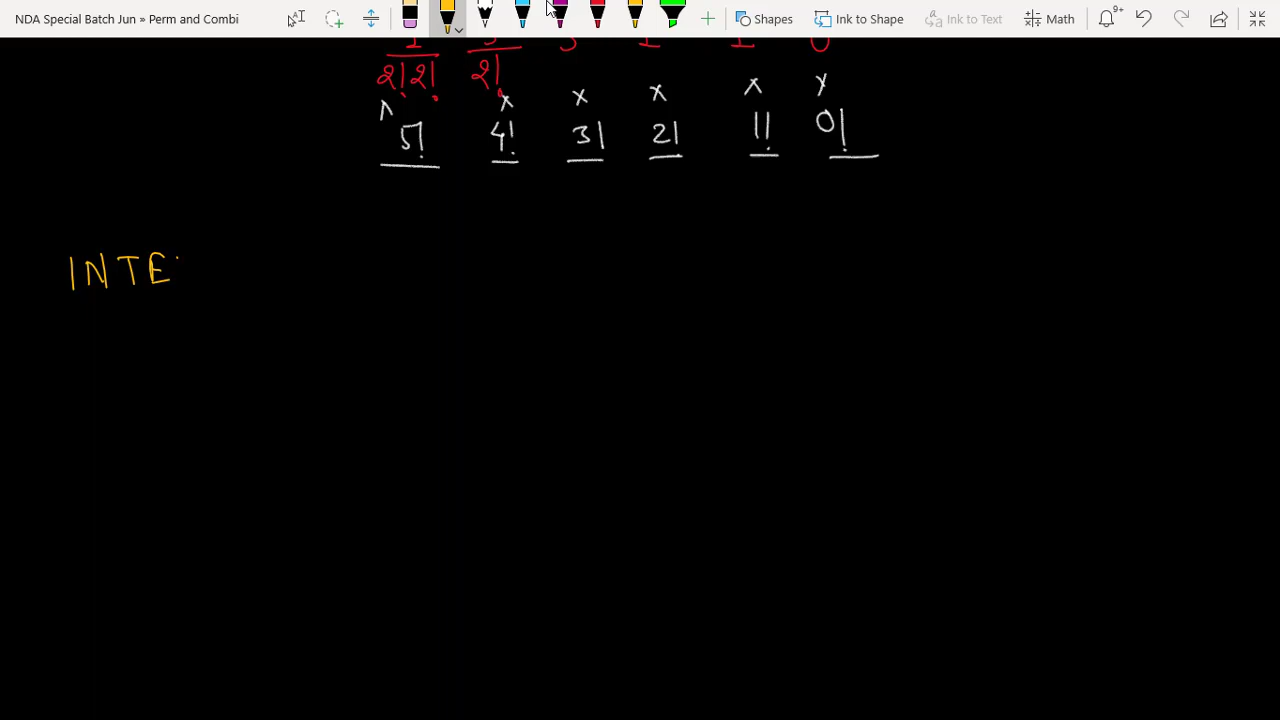 NDA Special Batch Jun » Perm and Combi
Shapes Ink to Shape Ink to Text Math 9+
2!2! 2!
x x x x
5! 4! 3! 2! 1! 0!
INTE